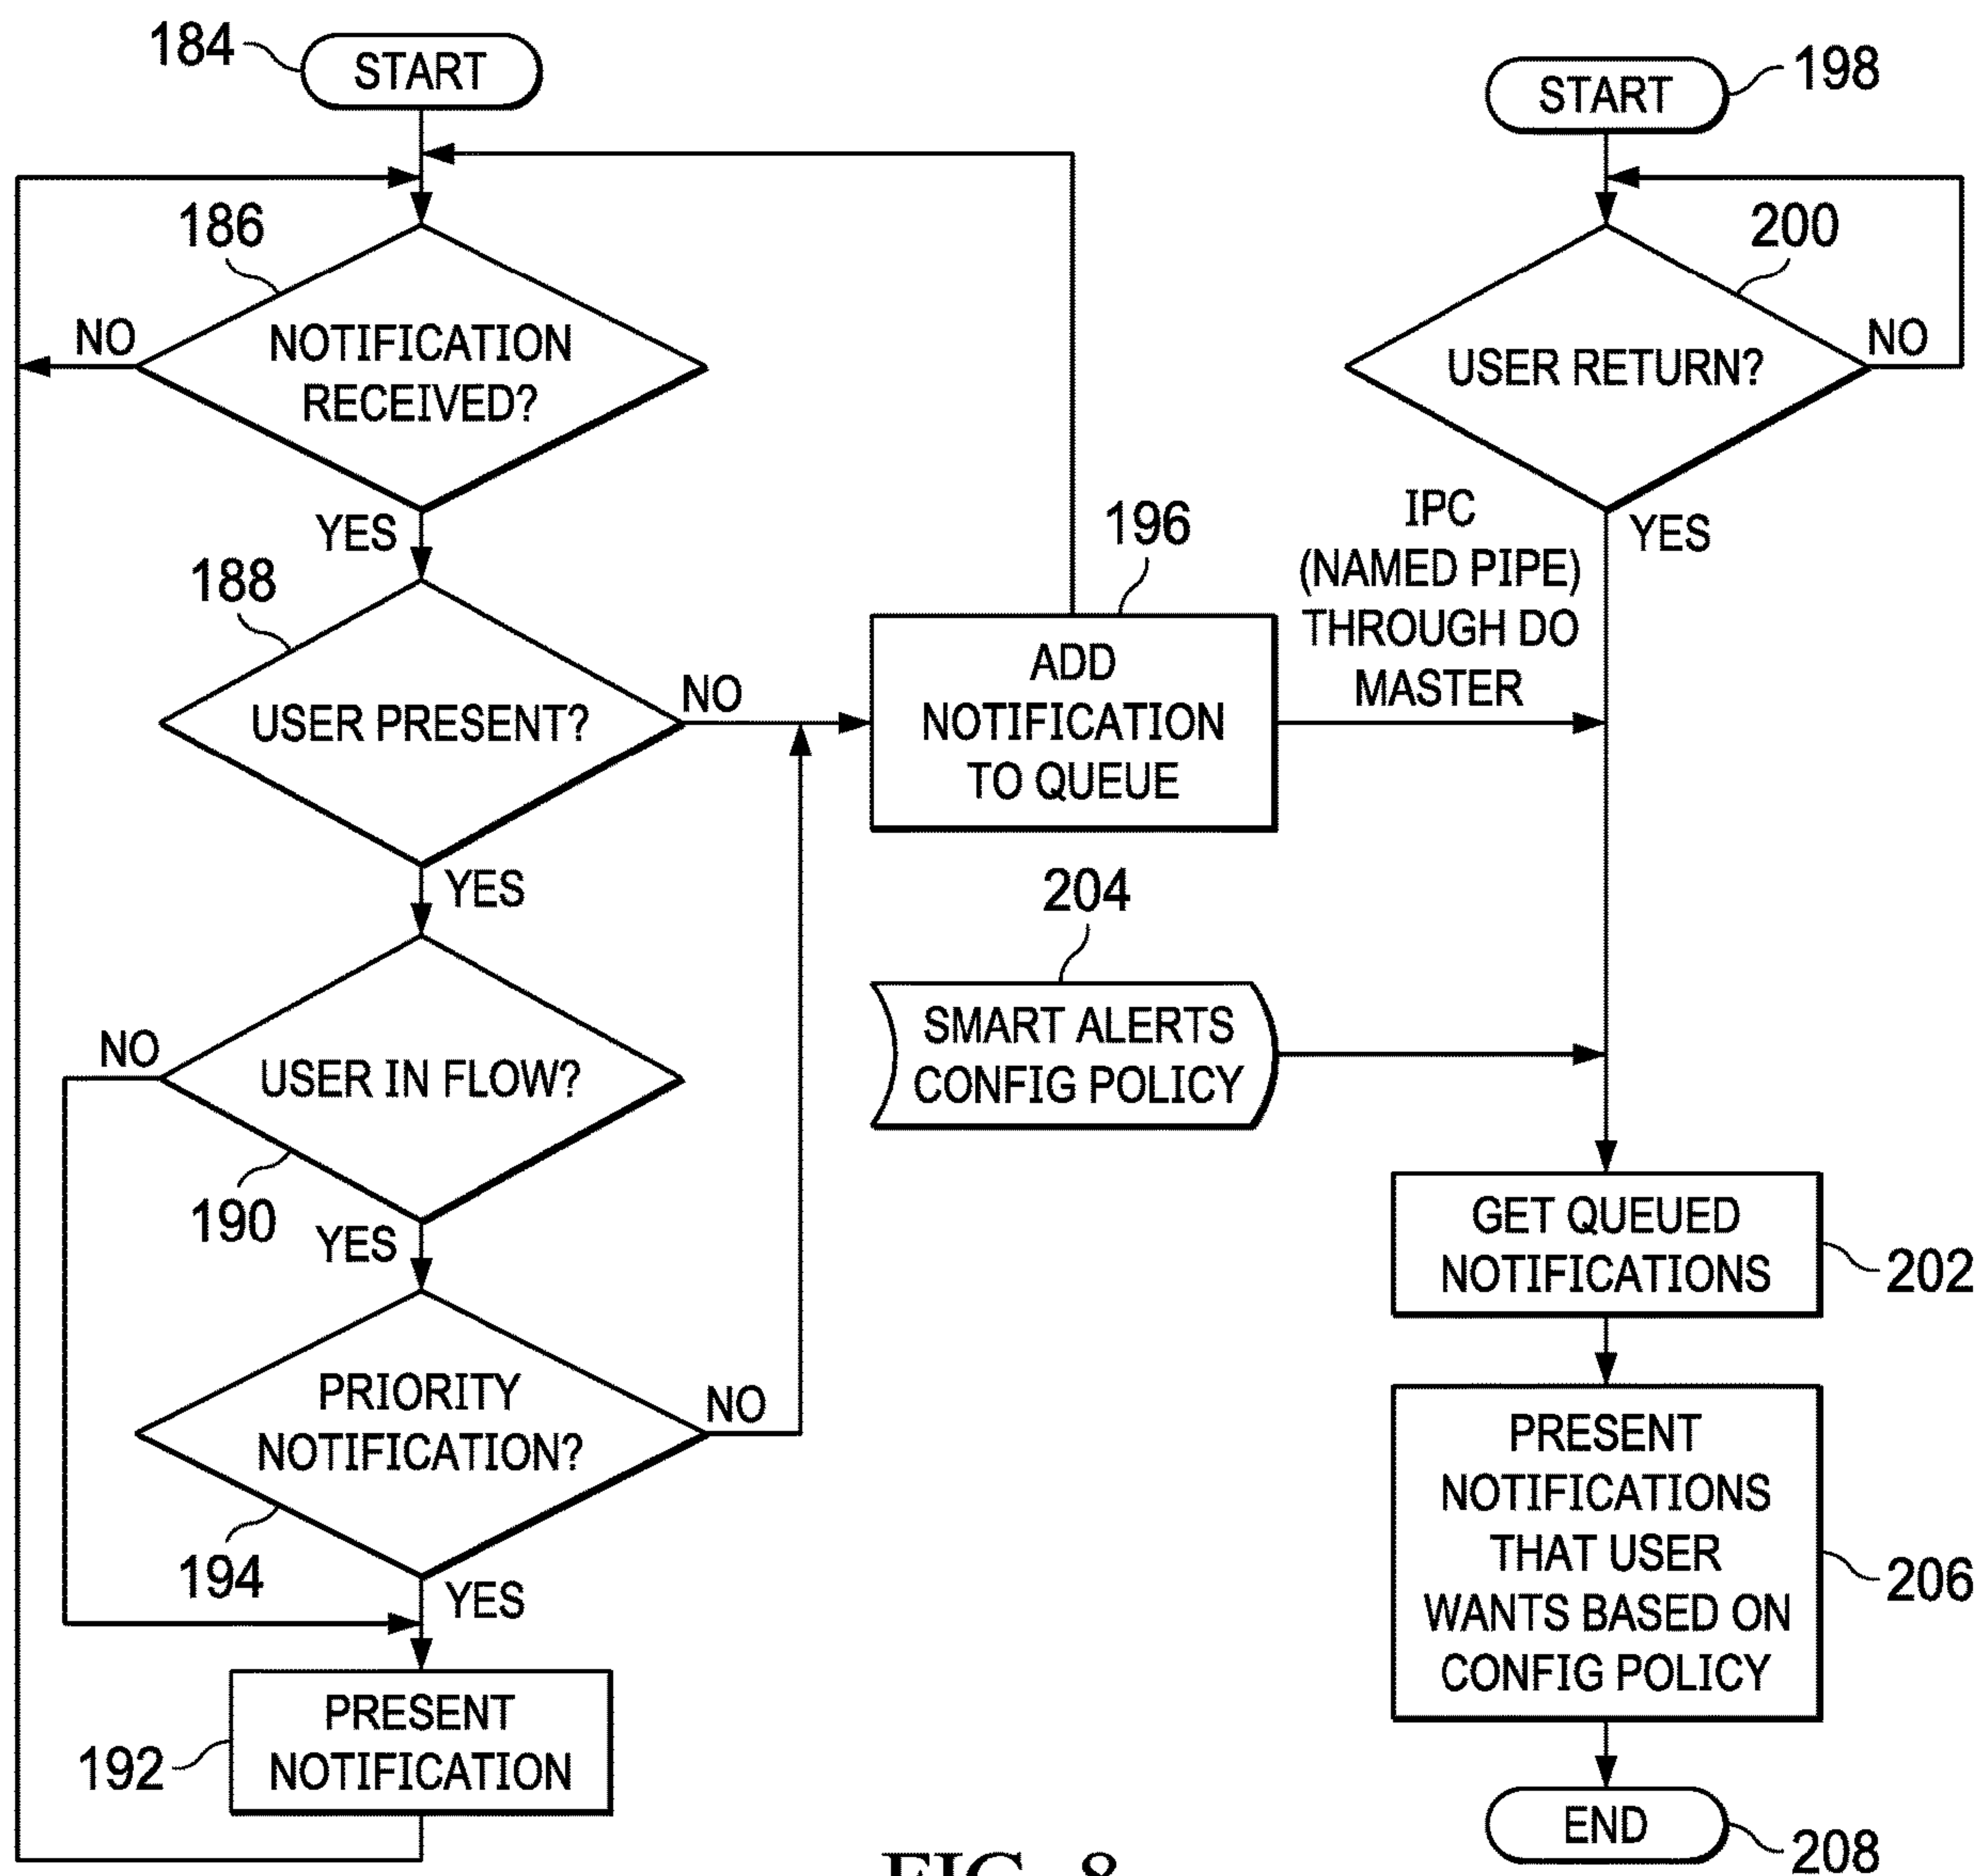 184
START
186
NO
NOTIFICATION
RECEIVED?
YES
188
USER PRESENT?
NO
YES
NO
USER IN FLOW?
190
YES
PRIORITY
NOTIFICATION?
NO
194
YES
PRESENT
NOTIFICATION
192
196
ADD
NOTIFICATION
TO QUEUE
IPC
(NAMED PIPE)
THROUGH DO
MASTER
204
SMART ALERTS
CONFIG POLICY
START
198
200
USER RETURN?
NO
YES
GET QUEUED
NOTIFICATIONS
202
PRESENT
NOTIFICATIONS
THAT USER
WANTS BASED ON
CONFIG POLICY
206
END
208
FIG. 8